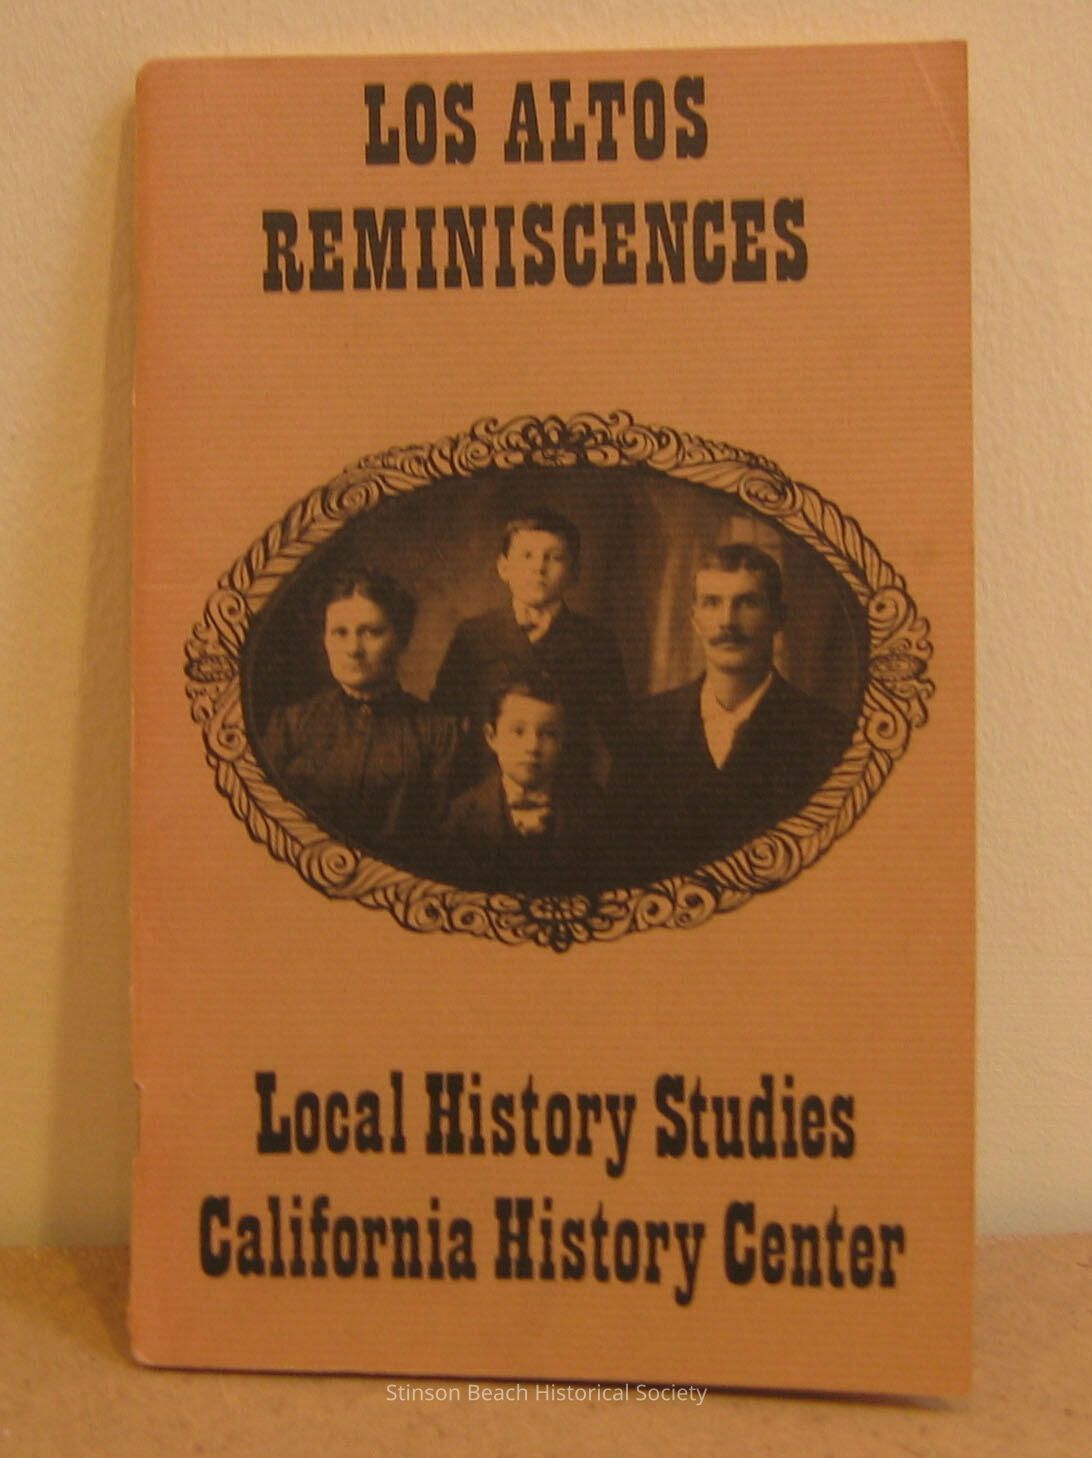 LOS ALTOS
REMINISCENCES
Local History Studies
California History Center
Stinson Beach Historical Society